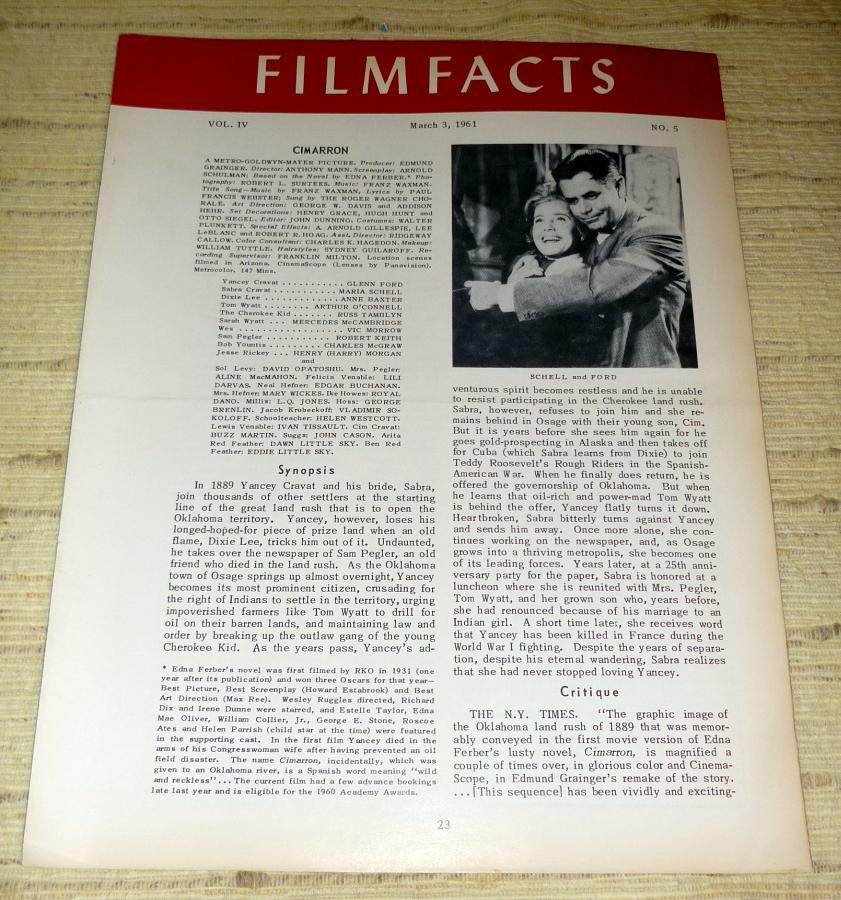 FILMFACTS
VOL. IV
March 3, 1961
NO. 5
CIMARRON
A METRO-GOLDWYN-MAYER PICTURE. Producer: EDMUND
GRAINGER. Director: ANTHONY MANN. Screenplay: ARNOLD
SCHULMAN; Based on the Novel by EDNA FERBER.* Pho-
tography: ROBERT L. SURTEES. Music: FRANZ WAXMAN.
Title Song—Music by FRANZ WAXMAN, Lyrics by PAUL
FRANCIS WEBSTER; Sung by THE ROGER WAGNER CHO-
RALE. Art Direction: GEORGE W. DAVIS and ADDISON
HEHR. Set Decorations: HENRY GRACE, HUGH HUNT and
OTTO SIEGEL. Editor: JOHN DUNNING. Costumes: WALTER
PLUNKETT. Special Effects: A. ARNOLD GILLESPIE, LEE
LeBLANC and ROBERT R. HOAG. Asst. Director: RIDGEWAY
CALLOW. Color Consultant: CHARLES K. HAGEDON. Makeup:
WILLIAM TUTTLE. Hairstyles: SYDNEY GUILAROFF. Re-
cording Supervisor: FRANKLIN MILTON. Location scenes
filmed in Arizona. CinemaScope (Lenses by Panavision).
Metrocolor. 147 Mins.
Yancey Cravat ........... GLENN FORD
Sabra Cravat ........... MARIA SCHELL
Dixie Lee ............. ANNE BAXTER
Tom Wyatt ........ ARTHUR O'CONNELL
The Cherokee Kid ....... RUSS TAMBLYN
Sarah Wyatt ... MERCEDES McCAMBRIDGE
Wes .................. VIC MORROW
Sam Pegler ........... ROBERT KEITH
Bob Yountis ......... CHARLES McGRAW
Jesse Rickey ... HENRY (HARRY) MORGAN
and
Sol Levy: DAVID OPATOSHU. Mrs. Pegler:
ALINE MacMAHON. Felicia Venable: LILI
DARVAS. Neal Hefner: EDGAR BUCHANAN.
Mrs. Hefner: MARY WICKES. Ike Howes: ROYAL
DANO. Millis: L.Q. JONES. Hoss: GEORGE
BRENLIN. Jacob Krubeckoff: VLADIMIR SO-
KOLOFF. Schoolteacher: HELEN WESTCOTT.
Lewis Venable: IVAN TISSAULT. Cim Cravat:
BUZZ MARTIN. Suggs: JOHN CASON. Arita
Red Feather: DAWN LITTLE SKY. Ben Red
Feather: EDDIE LITTLE SKY.
Synopsis
In 1889 Yancey Cravat and his bride, Sabra,
join thousands of other settlers at the starting
line of the great land rush that is to open the
Oklahoma territory. Yancey, however, loses his
longed-hoped-for piece of prize land when an old
flame, Dixie Lee, tricks him out of it. Undaunted,
he takes over the newspaper of Sam Pegler, an old
friend who died in the land rush. As the Oklahoma
town of Osage springs up almost overnight, Yancey
becomes its most prominent citizen, crusading for
the right of Indians to settle in the territory, urging
impoverished farmers like Tom Wyatt to drill for
oil on their barren lands, and maintaining law and
order by breaking up the outlaw gang of the young
Cherokee Kid. As the years pass, Yancey's ad-
* Edna Ferber's novel was first filmed by RKO in 1931 (one
year after its publication) and won three Oscars for that year—
Best Picture, Best Screenplay (Howard Estabrook) and Best
Art Direction (Max Ree). Wesley Ruggles directed, Richard
Dix and Irene Dunne were starred, and Estelle Taylor, Edna
Mae Oliver, William Collier, Jr., George E. Stone, Roscoe
Ates and Helen Parrish (child star at the time) were featured
in the supporting cast. In the first film Yancey died in the
arms of his Congresswoman wife after having prevented an oil
field disaster. The name Cimarron, incidentally, which was
given to an Oklahoma river, is a Spanish word meaning "wild
and reckless"... The current film had a few advance bookings
late last year and is eligible for the 1960 Academy Awards.
SCHELL and FORD
venturous spirit becomes restless and he is unable
to resist participating in the Cherokee land rush.
Sabra, however, refuses to join him and she re-
mains behind in Osage with their young son, Cim.
But it is years before she sees him again for he
goes gold-prospecting in Alaska and then takes off
for Cuba (which Sabra learns from Dixie) to join
Teddy Roosevelt's Rough Riders in the Spanish-
American War. When he finally does return, he is
offered the governorship of Oklahoma. But when
he learns that oil-rich and power-mad Tom Wyatt
is behind the offer, Yancey flatly turns it down.
Heartbroken, Sabra bitterly turns against Yancey
and sends him away. Once more alone, she con-
tinues working on the newspaper, and, as Osage
grows into a thriving metropolis, she becomes one
of its leading forces. Years later, at a 25th anni-
versary party for the paper, Sabra is honored at a
luncheon where she is reunited with Mrs. Pegler,
Tom Wyatt, and her grown son who, years before,
she had renounced because of his marriage to an
Indian girl. A short time later, she receives word
that Yancey has been killed in France during the
World War I fighting. Despite the years of separa-
tion, despite his eternal wandering, Sabra realizes
that she had never stopped loving Yancey.
Critique
THE N.Y. TIMES. "The graphic image of
the Oklahoma land rush of 1889 that was memor-
ably conveyed in the first movie version of Edna
Ferber's lusty novel, Cimarron, is magnified a
couple of times over, in glorious color and Cinema-
Scope, in Edmund Grainger's remake of the story.
... [This sequence] has been vividly and exciting-
23